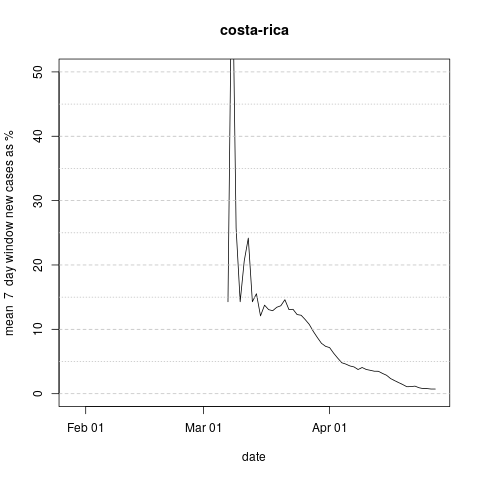 costa-rica
mean 7 day window new cases as %
50
40
30
20
10
0
Feb 01
Mar 01
Apr 01
date